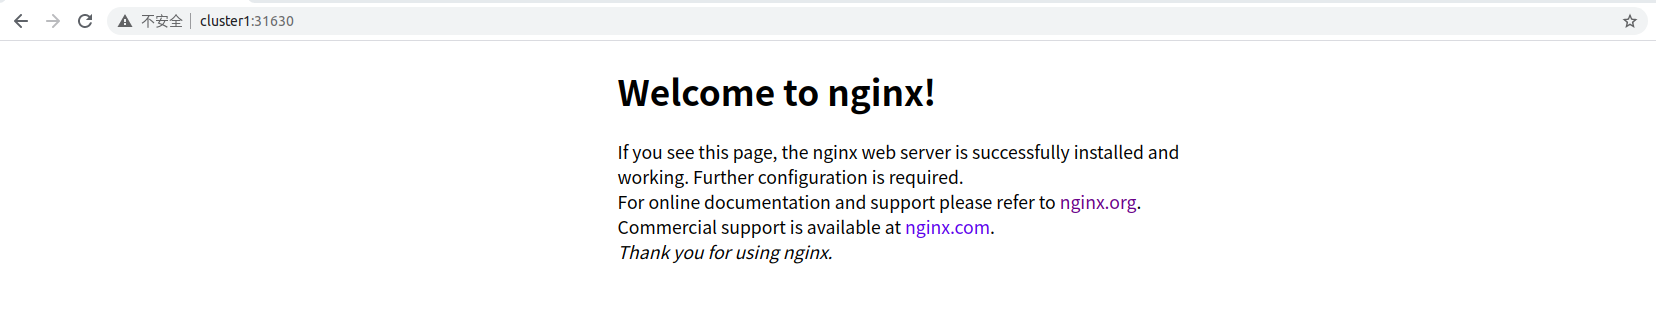 不安全 cluster1:31630
Welcome to nginx!
If you see this page, the nginx web server is successfully installed and
working. Further configuration is required.
For online documentation and support please refer to nginx.org.
Commercial support is available at nginx.com.
Thank you for using nginx.